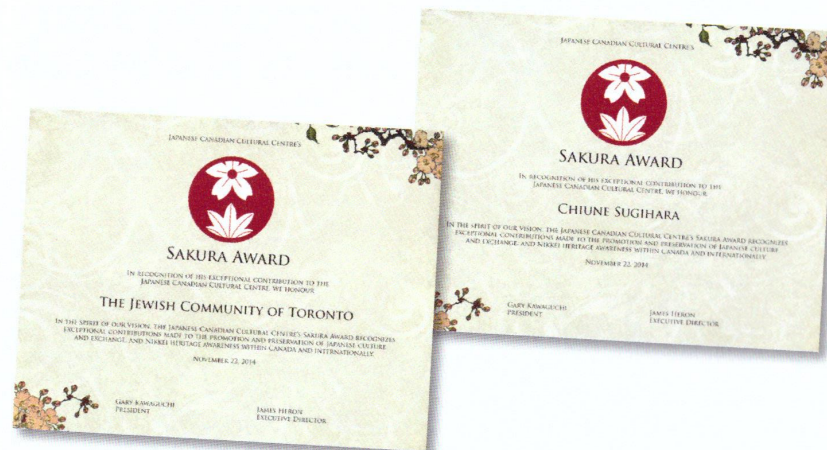 JAPANESE CANADIAN CULTURAL CENTRE'S
SAKURA AWARD
IN RECOGNITION OF HIS EXCEPTIONAL CONTRIBUTION TO THE
JAPANESE CANADIAN CULTURAL CENTRE, WE HONOUR
THE JEWISH COMMUNITY OF TORONTO
IN THE SPIRIT OF OUR VISION, THE JAPANESE CANADIAN CULTURAL CENTRE'S SAKURA AWARD RECOGNIZES
EXCEPTIONAL CONTRIBUTIONS MADE TO THE PROMOTION AND PRESERVATION OF JAPANESE CULTURE
AND EXCHANGE, AND NIKKEI HERITAGE AWARENESS WITHIN CANADA AND INTERNATIONALLY.
NOVEMBER 22, 2014
GARY KAWAGUCHI
PRESIDENT
JAMES HERON
EXECUTIVE DIRECTOR
JAPANESE CANADIAN CULTURAL CENTRE'S
SAKURA AWARD
IN RECOGNITION OF HIS EXCEPTIONAL CONTRIBUTION TO THE
JAPANESE CANADIAN CULTURAL CENTRE, WE HONOUR
CHIUNE SUGIHARA
IN THE SPIRIT OF OUR VISION, THE JAPANESE CANADIAN CULTURAL CENTRE'S SAKURA AWARD RECOGNIZES
EXCEPTIONAL CONTRIBUTIONS MADE TO THE PROMOTION AND PRESERVATION OF JAPANESE CULTURE
AND EXCHANGE, AND NIKKEI HERITAGE AWARENESS WITHIN CANADA AND INTERNATIONALLY
NOVEMBER 22, 2014
GARY KAWAGUCHI
PRESIDENT
JAMES HERON
EXECUTIVE DIRECTOR